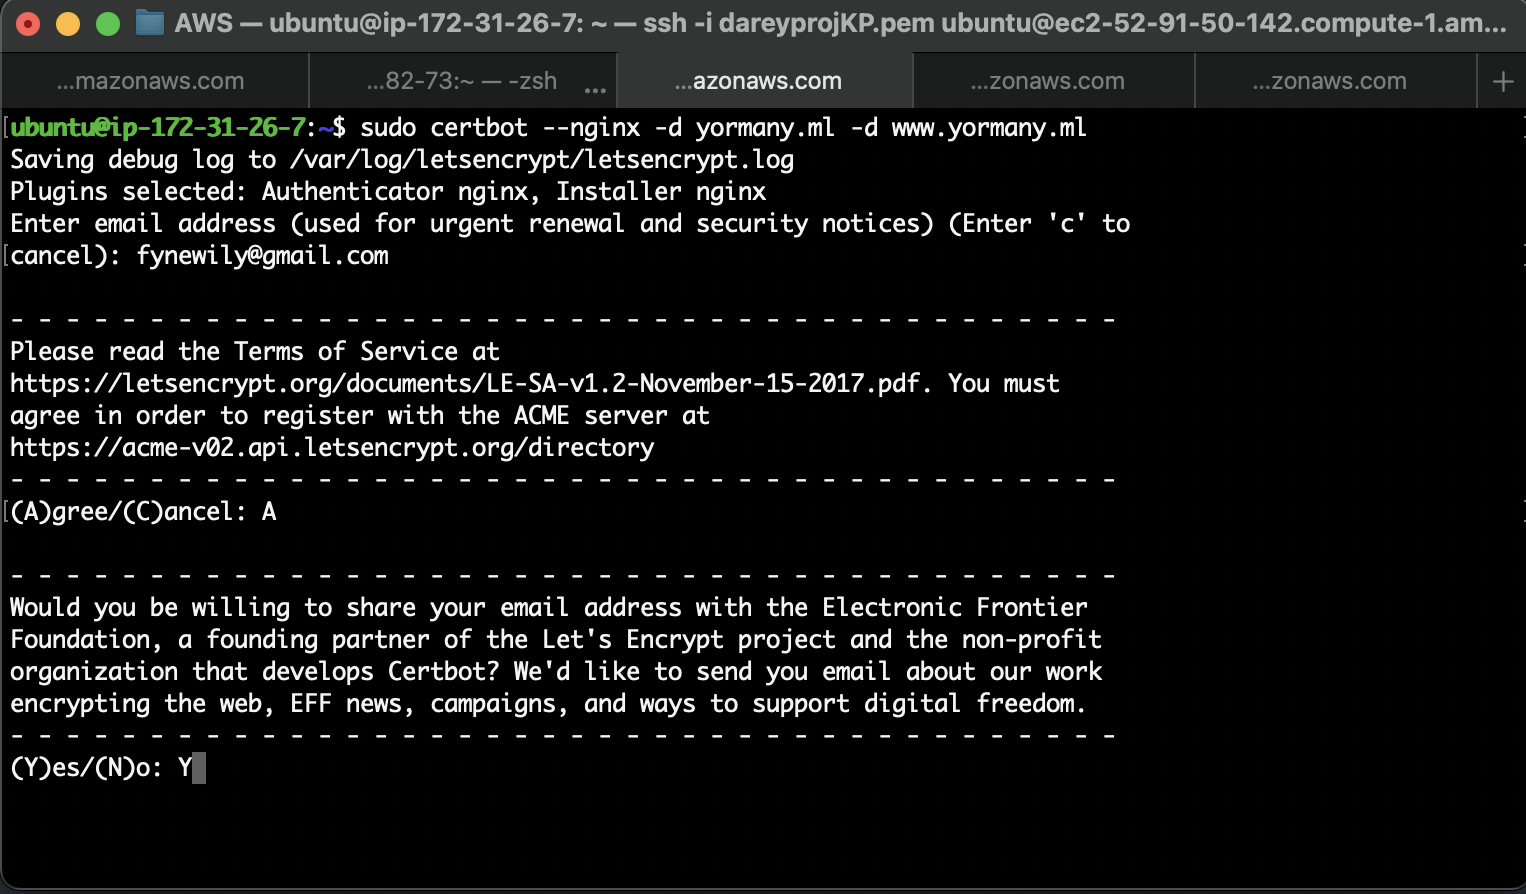 AWS — ubuntu@ip-172-31-26-7: ~ — ssh -i dareyprojKP.pem ubuntu@ec2-52-91-50-142.compute-1.am...
...mazonaws.com ...82-73:~ — -zsh ... ...azonaws.com ...zonaws.com ...zonaws.com +
ubuntu@ip-172-31-26-7:~$ sudo certbot --nginx -d yormany.ml -d www.yormany.ml
Saving debug log to /var/log/letsencrypt/letsencrypt.log
Plugins selected: Authenticator nginx, Installer nginx
Enter email address (used for urgent renewal and security notices) (Enter 'c' to
cancel): fynewily@gmail.com
- - - - - - - - - - - - - - - - - - - - - - - - - - - - - - - - - - - - - - - -
Please read the Terms of Service at
https://letsencrypt.org/documents/LE-SA-v1.2-November-15-2017.pdf. You must
agree in order to register with the ACME server at
https://acme-v02.api.letsencrypt.org/directory
- - - - - - - - - - - - - - - - - - - - - - - - - - - - - - - - - - - - - - - -
(A)gree/(C)ancel: A
- - - - - - - - - - - - - - - - - - - - - - - - - - - - - - - - - - - - - - - -
Would you be willing to share your email address with the Electronic Frontier
Foundation, a founding partner of the Let's Encrypt project and the non-profit
organization that develops Certbot? We'd like to send you email about our work
encrypting the web, EFF news, campaigns, and ways to support digital freedom.
- - - - - - - - - - - - - - - - - - - - - - - - - - - - - - - - - - - - - - - -
(Y)es/(N)o: Y